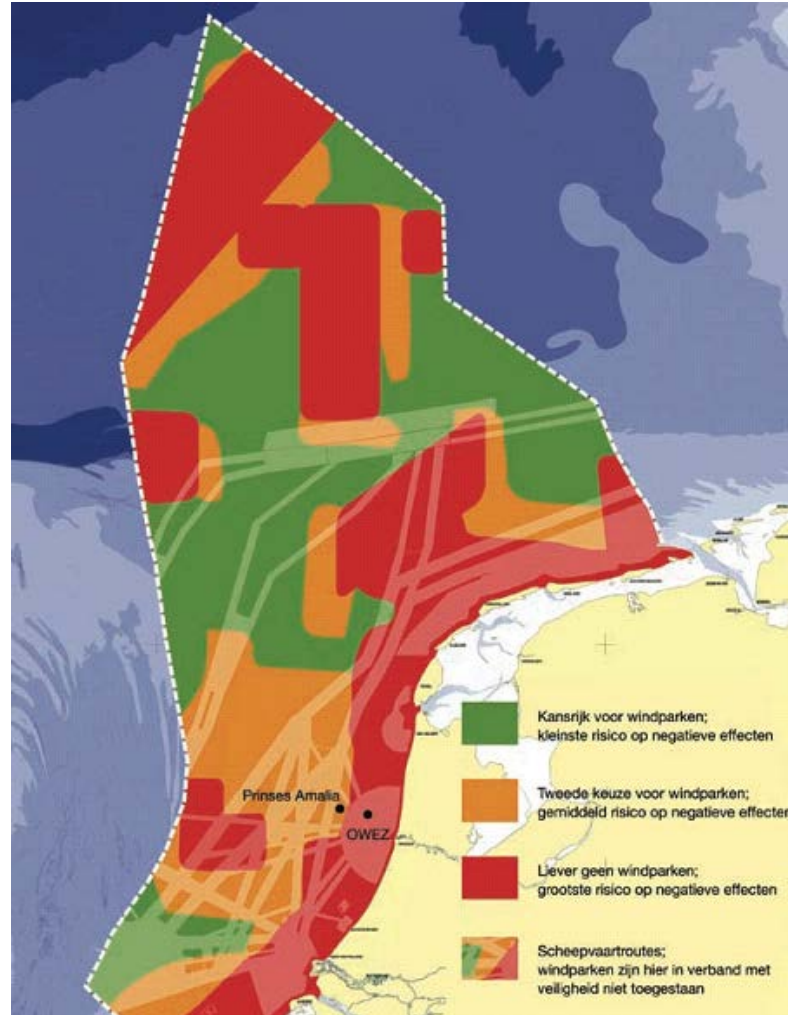 Prinses Amalia
OWEZ
Kansrijk voor windparken;
kleinste risico op negatieve effecten
Tweede keuze voor windparken;
gemiddeld risico op negatieve effecten
Liever geen windparken;
grootste risico op negatieve effecten
Scheepvaartroutes;
windparken zijn hier in verband met
veiligheid niet toegestaan